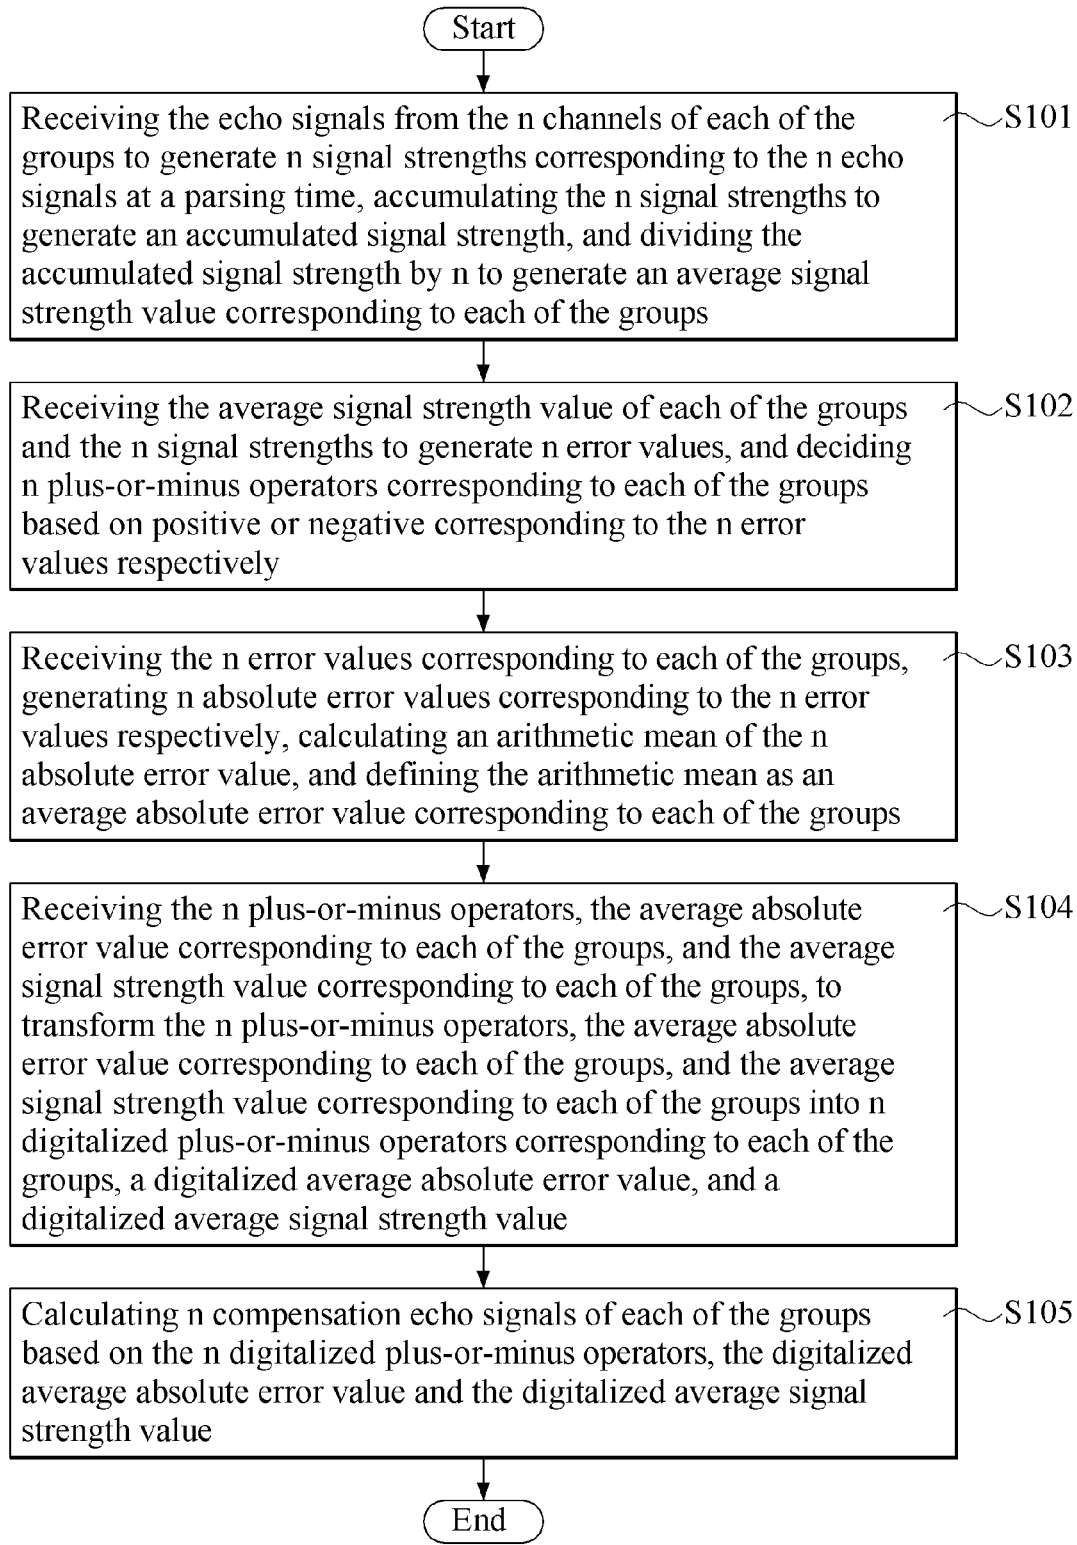 Start
Receiving the echo signals from the n channels of each of the
groups to generate n signal strengths corresponding to the n echo
signals at a parsing time, accumulating the n signal strengths to
generate an accumulated signal strength, and dividing the
accumulated signal strength by n to generate an average signal
strength value corresponding to each of the groups
S101
Receiving the average signal strength value of each of the groups
and the n signal strengths to generate n error values, and deciding
n plus-or-minus operators corresponding to each of the groups
based on positive or negative corresponding to the n error
values respectively
S102
Receiving the n error values corresponding to each of the groups,
generating n absolute error values corresponding to the n error
values respectively, calculating an arithmetic mean of the n
absolute error value, and defining the arithmetic mean as an
average absolute error value corresponding to each of the groups
S103
Receiving the n plus-or-minus operators, the average absolute
error value corresponding to each of the groups, and the average
signal strength value corresponding to each of the groups, to
transform the n plus-or-minus operators, the average absolute
error value corresponding to each of the groups, and the average
signal strength value corresponding to each of the groups into n
digitalized plus-or-minus operators corresponding to each of the
groups, a digitalized average absolute error value, and a
digitalized average signal strength value
S104
Calculating n compensation echo signals of each of the groups
based on the n digitalized plus-or-minus operators, the digitalized
average absolute error value and the digitalized average signal
strength value
S105
End